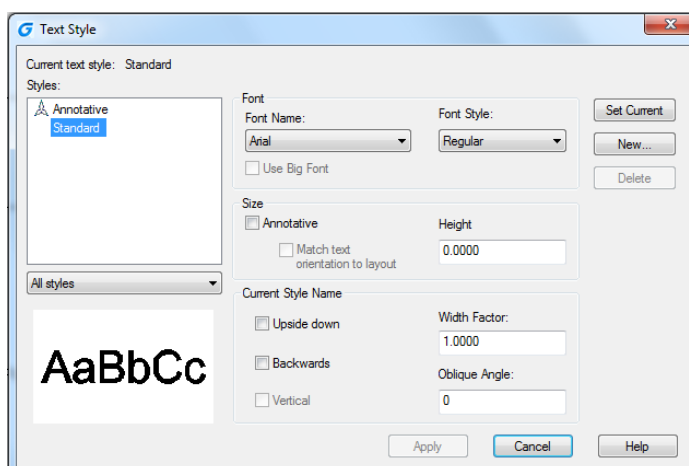 Text Style
Current text style: Standard
Styles:
Annotative
Standard
All styles
AaBbCc
Font
Font Name:
Arial
Font Style:
Regular
Use Big Font
Size
Annotative
Match text
orientation to layout
Height
0.0000
Current Style Name
Upside down
Backwards
Vertical
Width Factor:
1.0000
Oblique Angle:
0
Set Current
New...
Delete
Apply
Cancel
Help